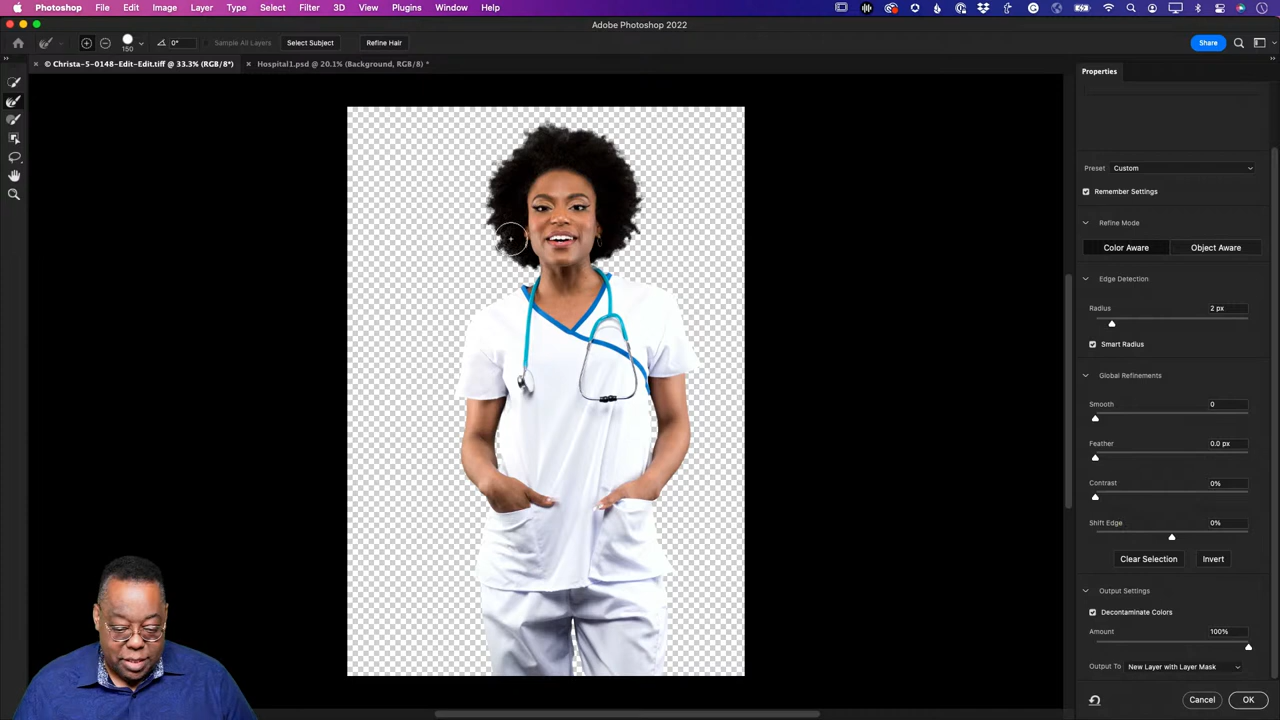 Photoshop File Edit Image Layer Type Select Filter 3D View Plugins Window Help
Adobe Photoshop 2022
150 0° Sample All Layers Select Subject Refine Hair Share
© Christa-5-0148-Edit-Edit.tiff @ 33.3% (RGB/8*) Hospital1.psd @ 20.1% (Background, RGB/8) *
Properties
Preset Custom
Remember Settings
Refine Mode
Color Aware Object Aware
Edge Detection
Radius 2 px
Smart Radius
Global Refinements
Smooth 0
Feather 0.0 px
Contrast 0%
Shift Edge 0%
Clear Selection Invert
Output Settings
Decontaminate Colors
Amount 100%
Output To New Layer with Layer Mask
Cancel OK